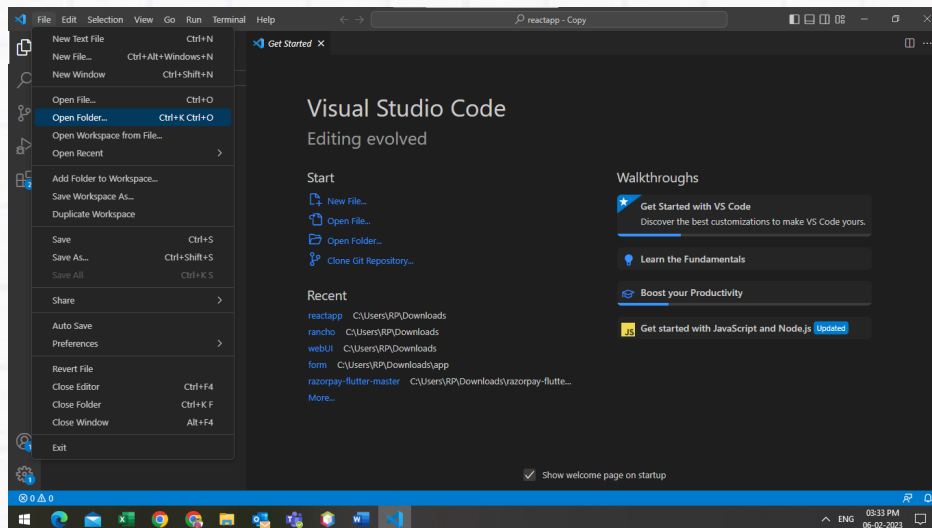 File Edit Selection View Go Run Terminal Help
reactapp - Copy
New Text File Ctrl+N
New File... Ctrl+Alt+Windows+N
New Window Ctrl+Shift+N
Open File... Ctrl+O
Open Folder... Ctrl+K Ctrl+O
Open Workspace from File...
Open Recent
Add Folder to Workspace...
Save Workspace As...
Duplicate Workspace
Save Ctrl+S
Save As... Ctrl+Shift+S
Save All Ctrl+K S
Share
Auto Save
Preferences
Revert File
Close Editor Ctrl+F4
Close Folder Ctrl+K F
Close Window Alt+F4
Exit
2
1
1
Get Started
Visual Studio Code
Editing evolved
Start
New File...
Open File...
Open Folder...
Clone Git Repository...
Recent
reactapp C:\Users\RP\Downloads
rancho C:\Users\RP\Downloads
webUI C:\Users\RP\Downloads
form C:\Users\RP\Downloads\app
razorpay-flutter-master C:\Users\RP\Downloads\razorpay-flutte...
More...
Walkthroughs
Get Started with VS Code
Discover the best customizations to make VS Code yours.
Learn the Fundamentals
Boost your Productivity
JS Get started with JavaScript and Node.js Updated
Show welcome page on startup
0 0
ENG
03:33 PM
06-02-2023